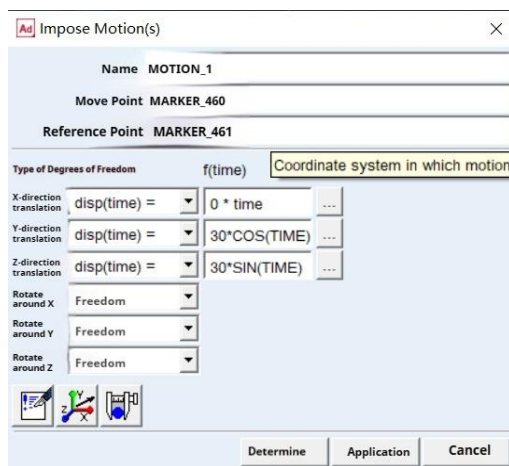 Ad Impose Motion(s)
Name MOTION_1
Move Point MARKER_460
Reference Point MARKER_461
Type of Degrees of Freedom f(time) Coordinate system in which motion
X-direction
translation disp(time) = 0 * time ...
Y-direction
translation disp(time) = 30*COS(TIME) ...
Z-direction
translation disp(time) = 30*SIN(TIME) ...
Rotate
around X Freedom
Rotate
around Y Freedom
Rotate
around Z Freedom
Y
Z X
Determine Application Cancel